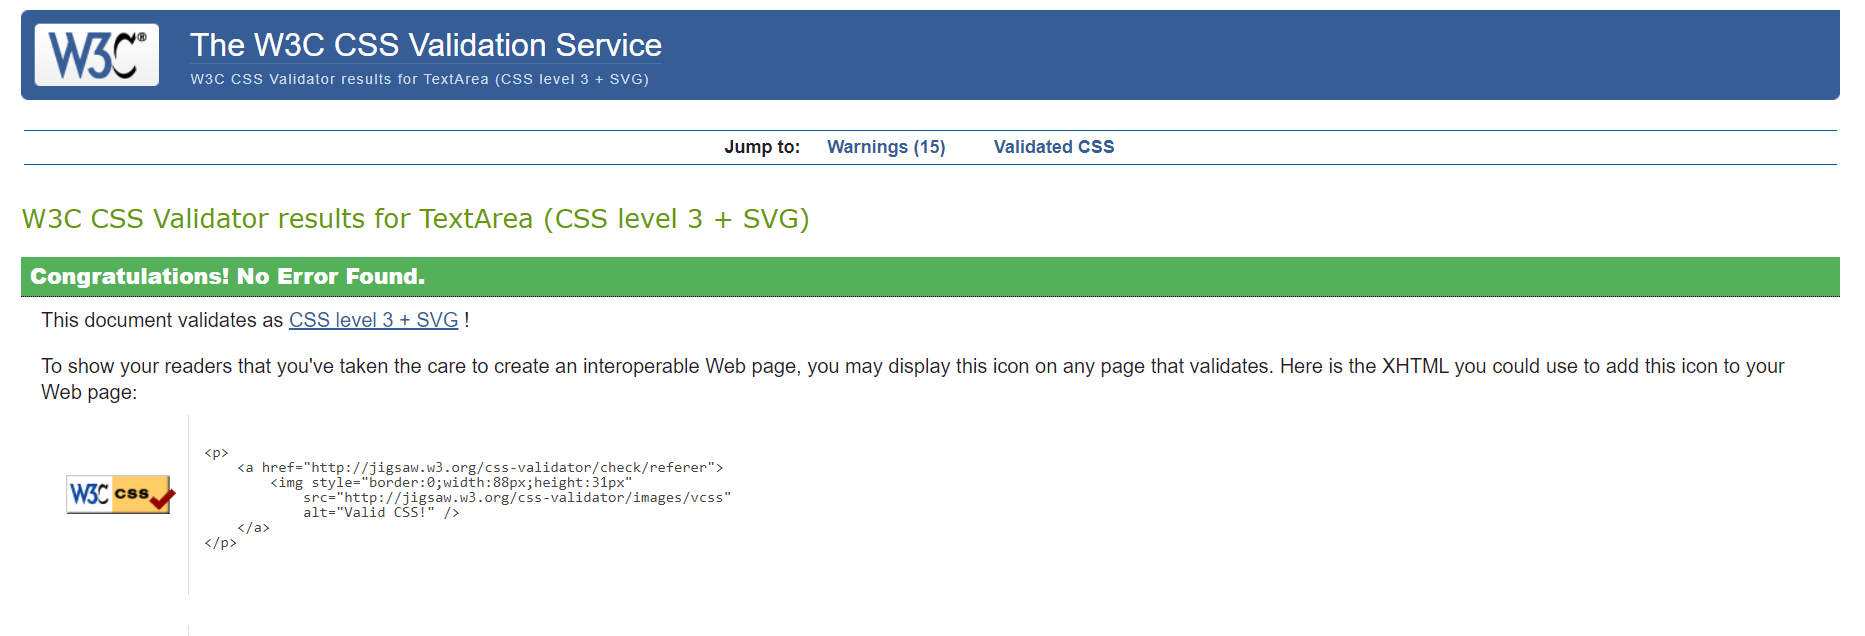 W3C®
The W3C CSS Validation Service
W3C CSS Validator results for TextArea (CSS level 3 + SVG)
Jump to: Warnings (15) Validated CSS
W3C CSS Validator results for TextArea (CSS level 3 + SVG)
Congratulations! No Error Found.
This document validates as CSS level 3 + SVG !
To show your readers that you've taken the care to create an interoperable Web page, you may display this icon on any page that validates. Here is the XHTML you could use to add this icon to your
Web page:
W3C css
<p>
    <a href="http://jigsaw.w3.org/css-validator/check/referer">
        <img style="border:0;width:88px;height:31px"
            src="http://jigsaw.w3.org/css-validator/images/vcss"
            alt="Valid CSS!" />
    </a>
</p>